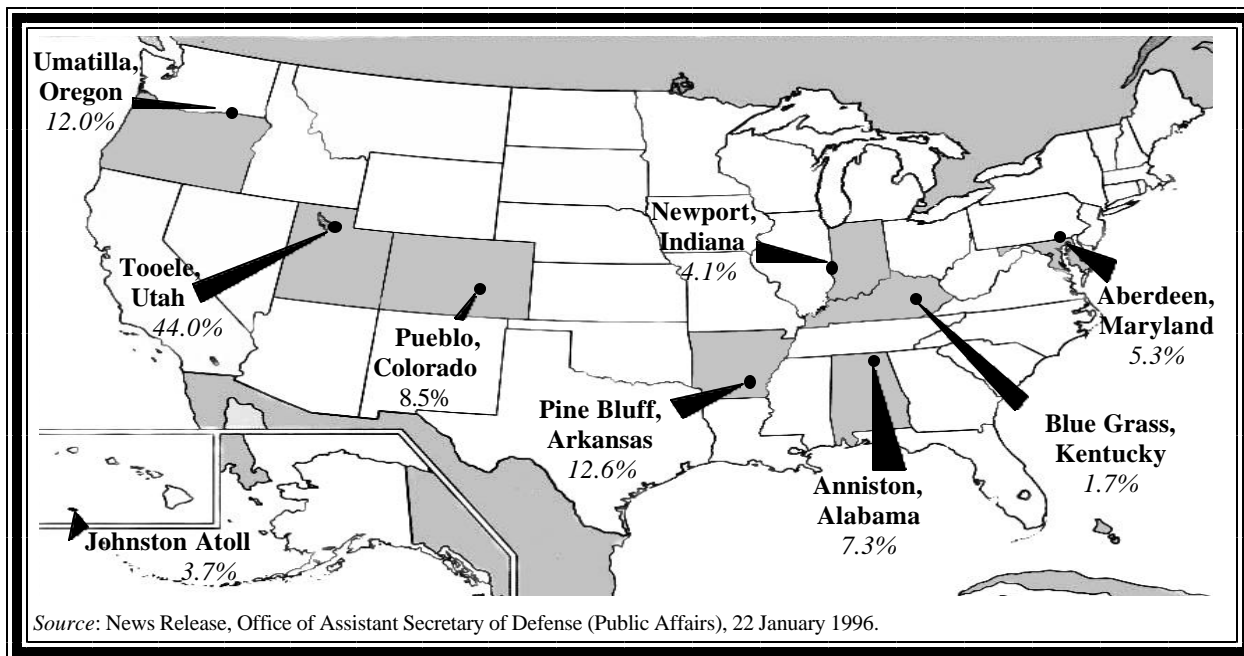 Umatilla,
Oregon
12.0%
Tooele,
Utah
44.0%
Pueblo,
Colorado
8.5%
Newport,
Indiana
4.1%
Pine Bluff,
Arkansas
12.6%
Anniston,
Alabama
7.3%
Aberdeen,
Maryland
5.3%
Blue Grass,
Kentucky
1.7%
Johnston Atoll
3.7%
Source: News Release, Office of Assistant Secretary of Defense (Public Affairs), 22 January 1996.